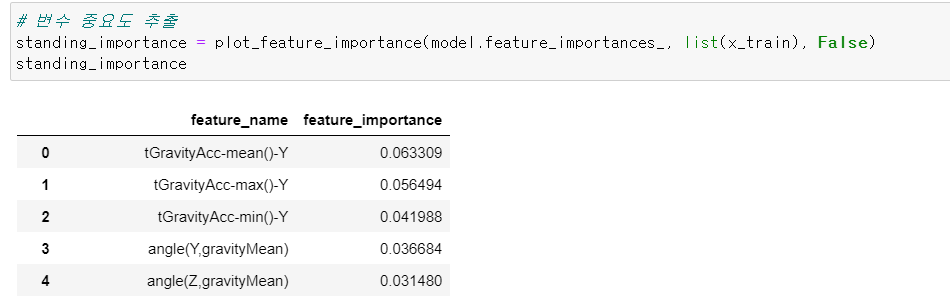 # 변수 중요도 추출
standing_importance = plot_feature_importance(model.feature_importances_, list(x_train), False)
standing_importance
feature_name feature_importance
0 tGravityAcc-mean()-Y 0.063309
1 tGravityAcc-max()-Y 0.056494
2 tGravityAcc-min()-Y 0.041988
3 angle(Y,gravityMean) 0.036684
4 angle(Z,gravityMean) 0.031480